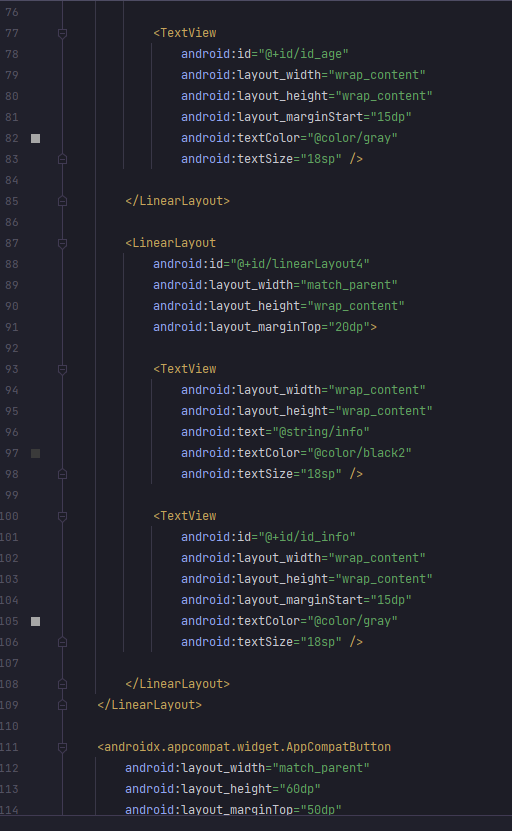 76
77 <TextView
78 android:id="@+id/id_age"
79 android:layout_width="wrap_content"
80 android:layout_height="wrap_content"
81 android:layout_marginStart="15dp"
82 android:textColor="@color/gray"
83 android:textSize="18sp" />
84
85 </LinearLayout>
86
87 <LinearLayout
88 android:id="@+id/linearLayout4"
89 android:layout_width="match_parent"
90 android:layout_height="wrap_content"
91 android:layout_marginTop="20dp">
92
93 <TextView
94 android:layout_width="wrap_content"
95 android:layout_height="wrap_content"
96 android:text="@string/info"
97 android:textColor="@color/black2"
98 android:textSize="18sp" />
99
100 <TextView
101 android:id="@+id/id_info"
102 android:layout_width="wrap_content"
103 android:layout_height="wrap_content"
104 android:layout_marginStart="15dp"
105 android:textColor="@color/gray"
106 android:textSize="18sp" />
107
108 </LinearLayout>
109 </LinearLayout>
110
111 <androidx.appcompat.widget.AppCompatButton
112 android:layout_width="match_parent"
113 android:layout_height="60dp"
114 android:layout_marginTop="50dp"